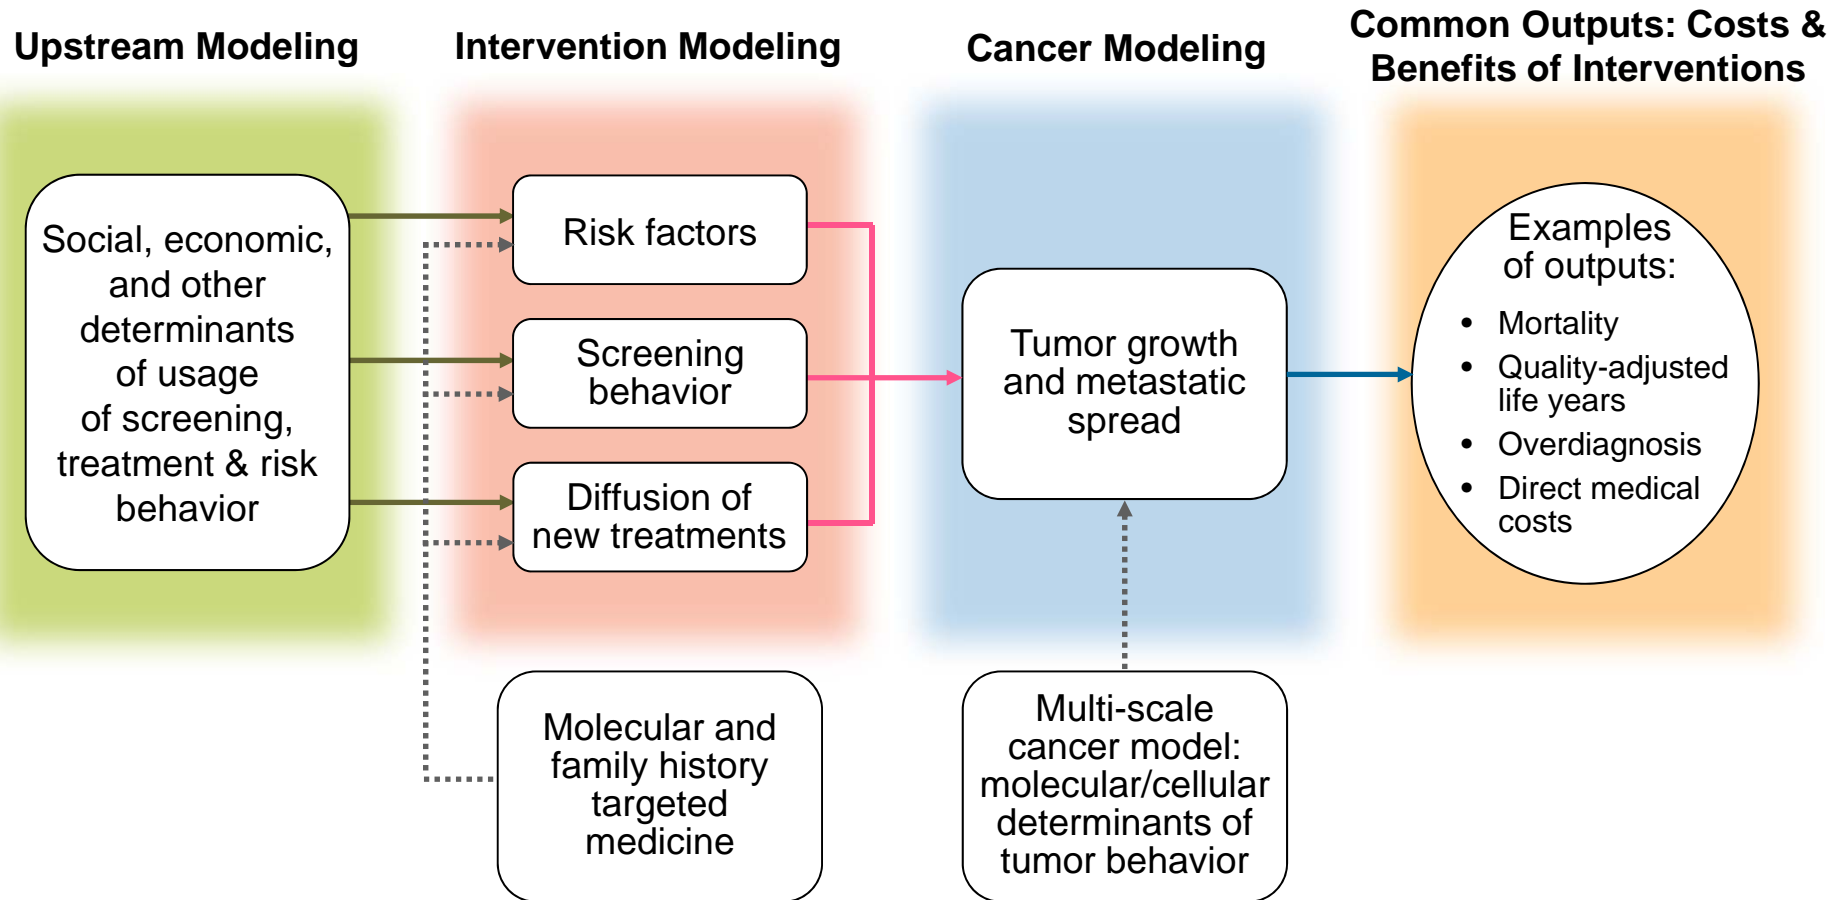 Upstream Modeling
Intervention Modeling
Cancer Modeling
Common Outputs: Costs &
Benefits of Interventions
Social, economic,
and other
determinants
of usage
of screening,
treatment & risk
behavior
Risk factors
Screening
behavior
Diffusion of
new treatments
Molecular and
family history
targeted
medicine
Tumor growth
and metastatic
spread
Multi-scale
cancer model:
molecular/cellular
determinants of
tumor behavior
Examples
of outputs:
• Mortality
• Quality-adjusted
life years
• Overdiagnosis
• Direct medical
costs